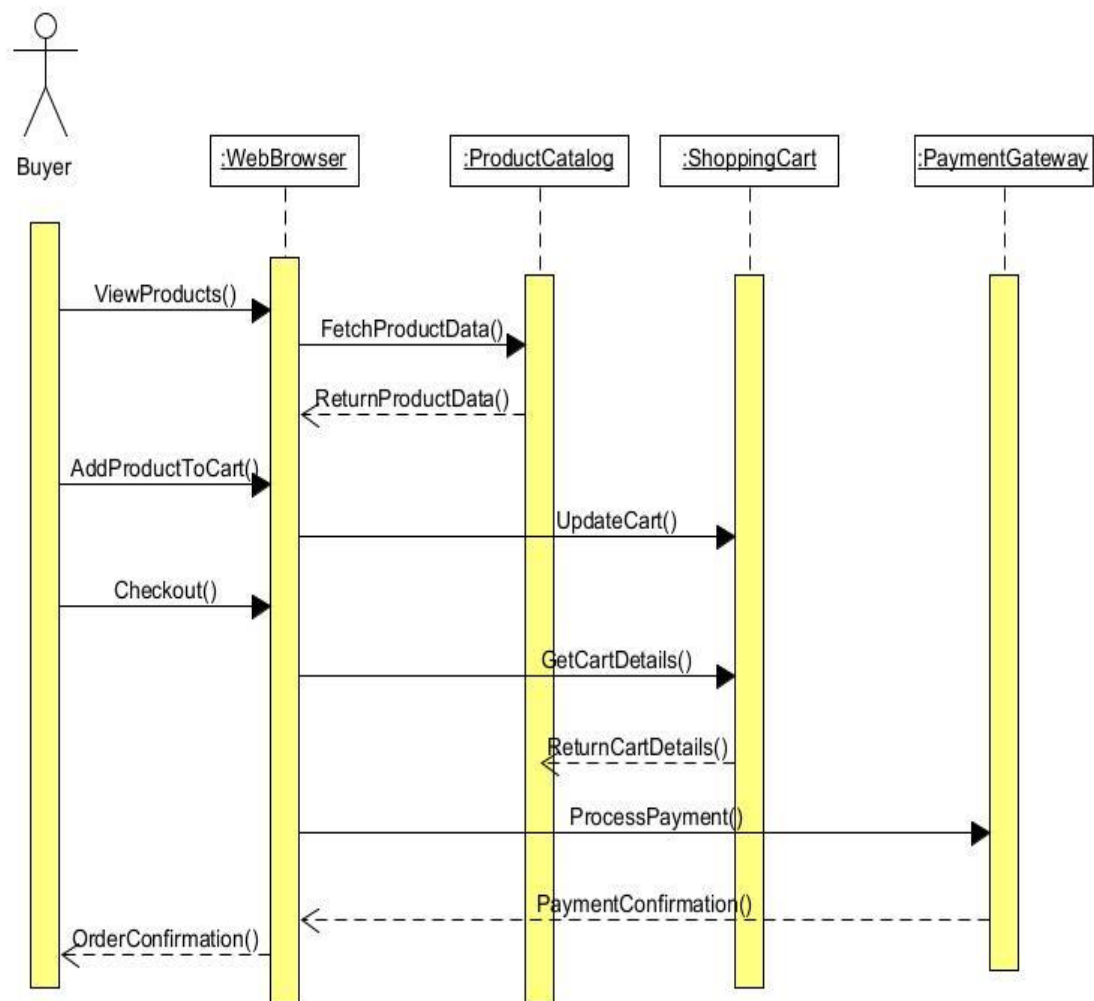 Buyer
:WebBrowser
:ProductCatalog
:ShoppingCart
:PaymentGateway
ViewProducts()
FetchProductData()
ReturnProductData()
AddProductToCart()
UpdateCart()
Checkout()
GetCartDetails()
ReturnCartDetails()
ProcessPayment()
PaymentConfirmation()
OrderConfirmation()